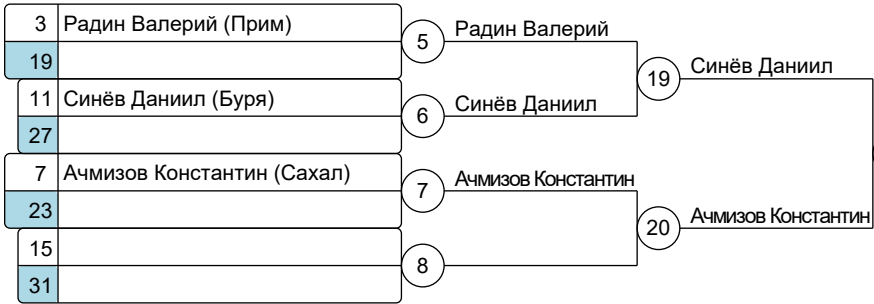 3 Радин Валерий (Прим)
19
5 Радин Валерий
11 Синёв Даниил (Буря)
27
6 Синёв Даниил
19 Синёв Даниил
7 Ачмизов Константин (Сахал)
23
7 Ачмизов Константин
15
31
8
20 Ачмизов Константин